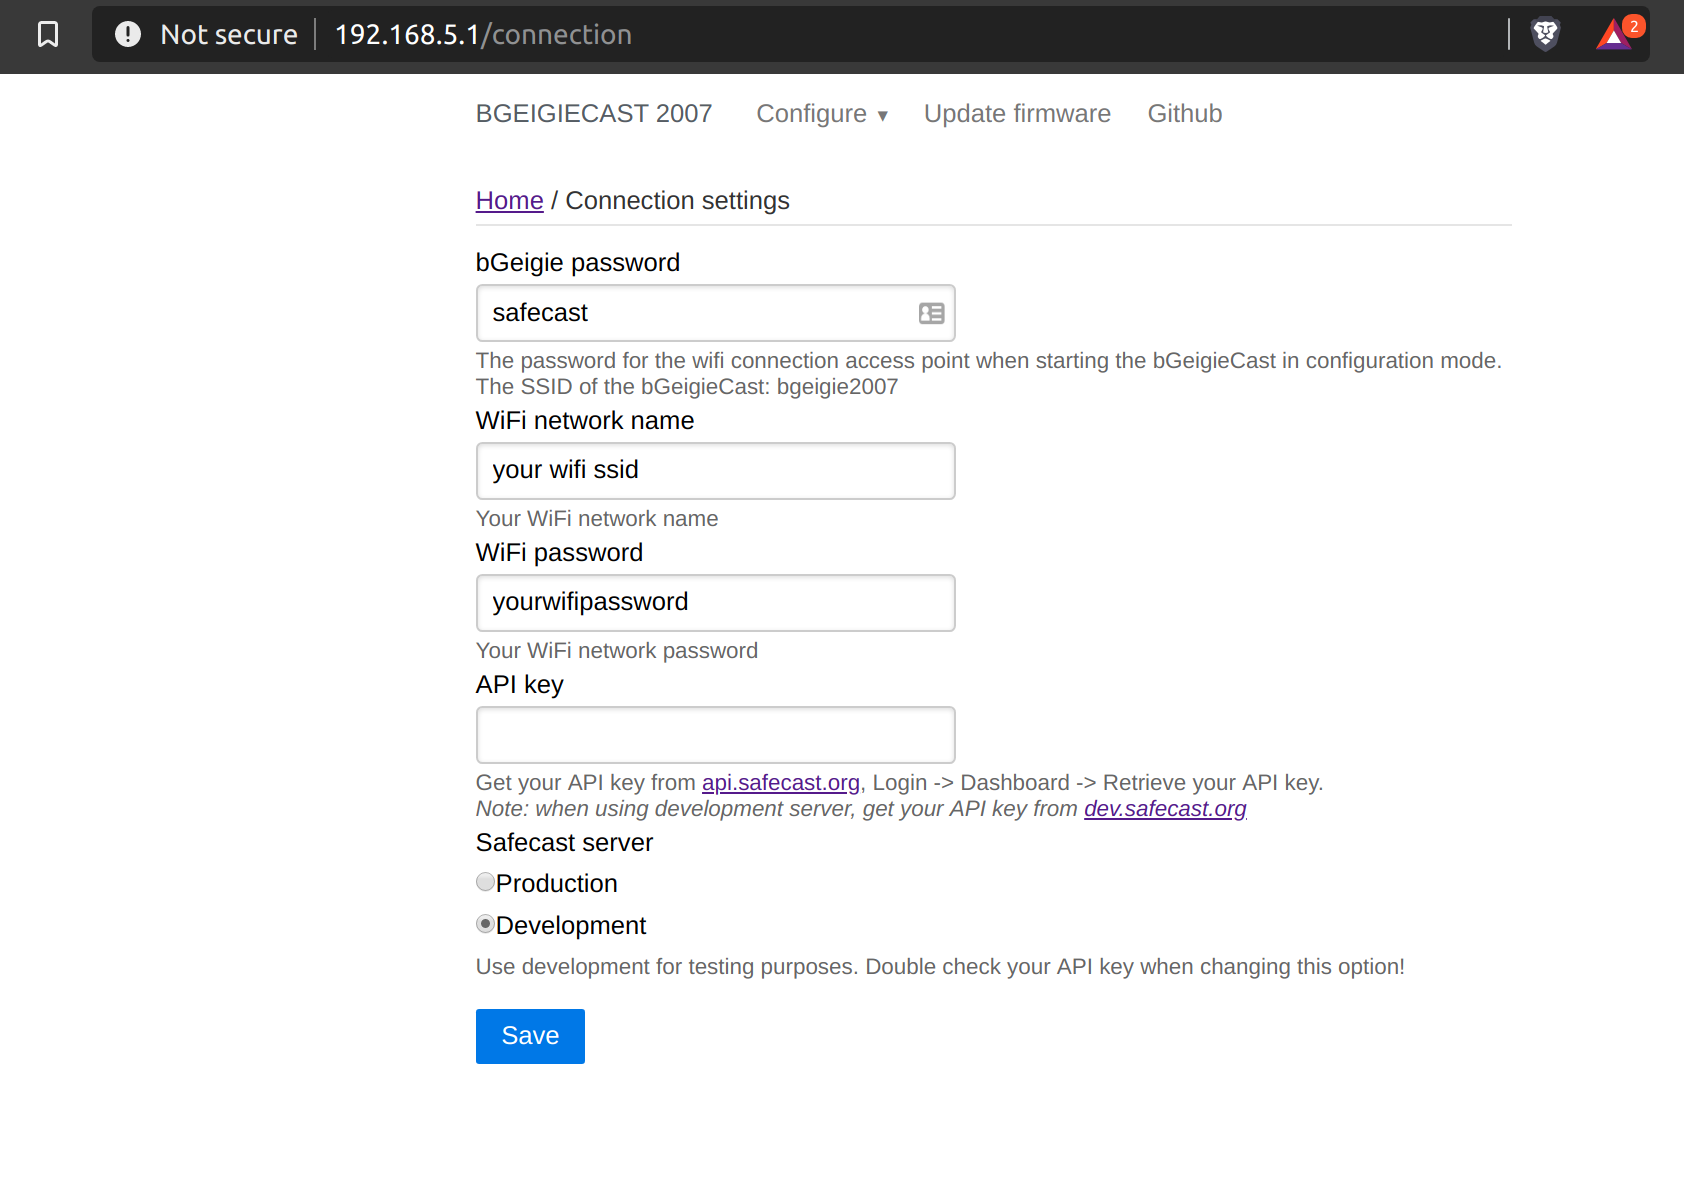 Not secure 192.168.5.1/connection 2
BGEIGIECAST 2007 Configure ▾ Update firmware Github
Home / Connection settings
bGeigie password
safecast
The password for the wifi connection access point when starting the bGeigieCast in configuration mode.
The SSID of the bGeigieCast: bgeigie2007
WiFi network name
your wifi ssid
Your WiFi network name
WiFi password
yourwifipassword
Your WiFi network password
API key
Get your API key from api.safecast.org, Login -> Dashboard -> Retrieve your API key.
Note: when using development server, get your API key from dev.safecast.org
Safecast server
Production
Development
Use development for testing purposes. Double check your API key when changing this option!
Save